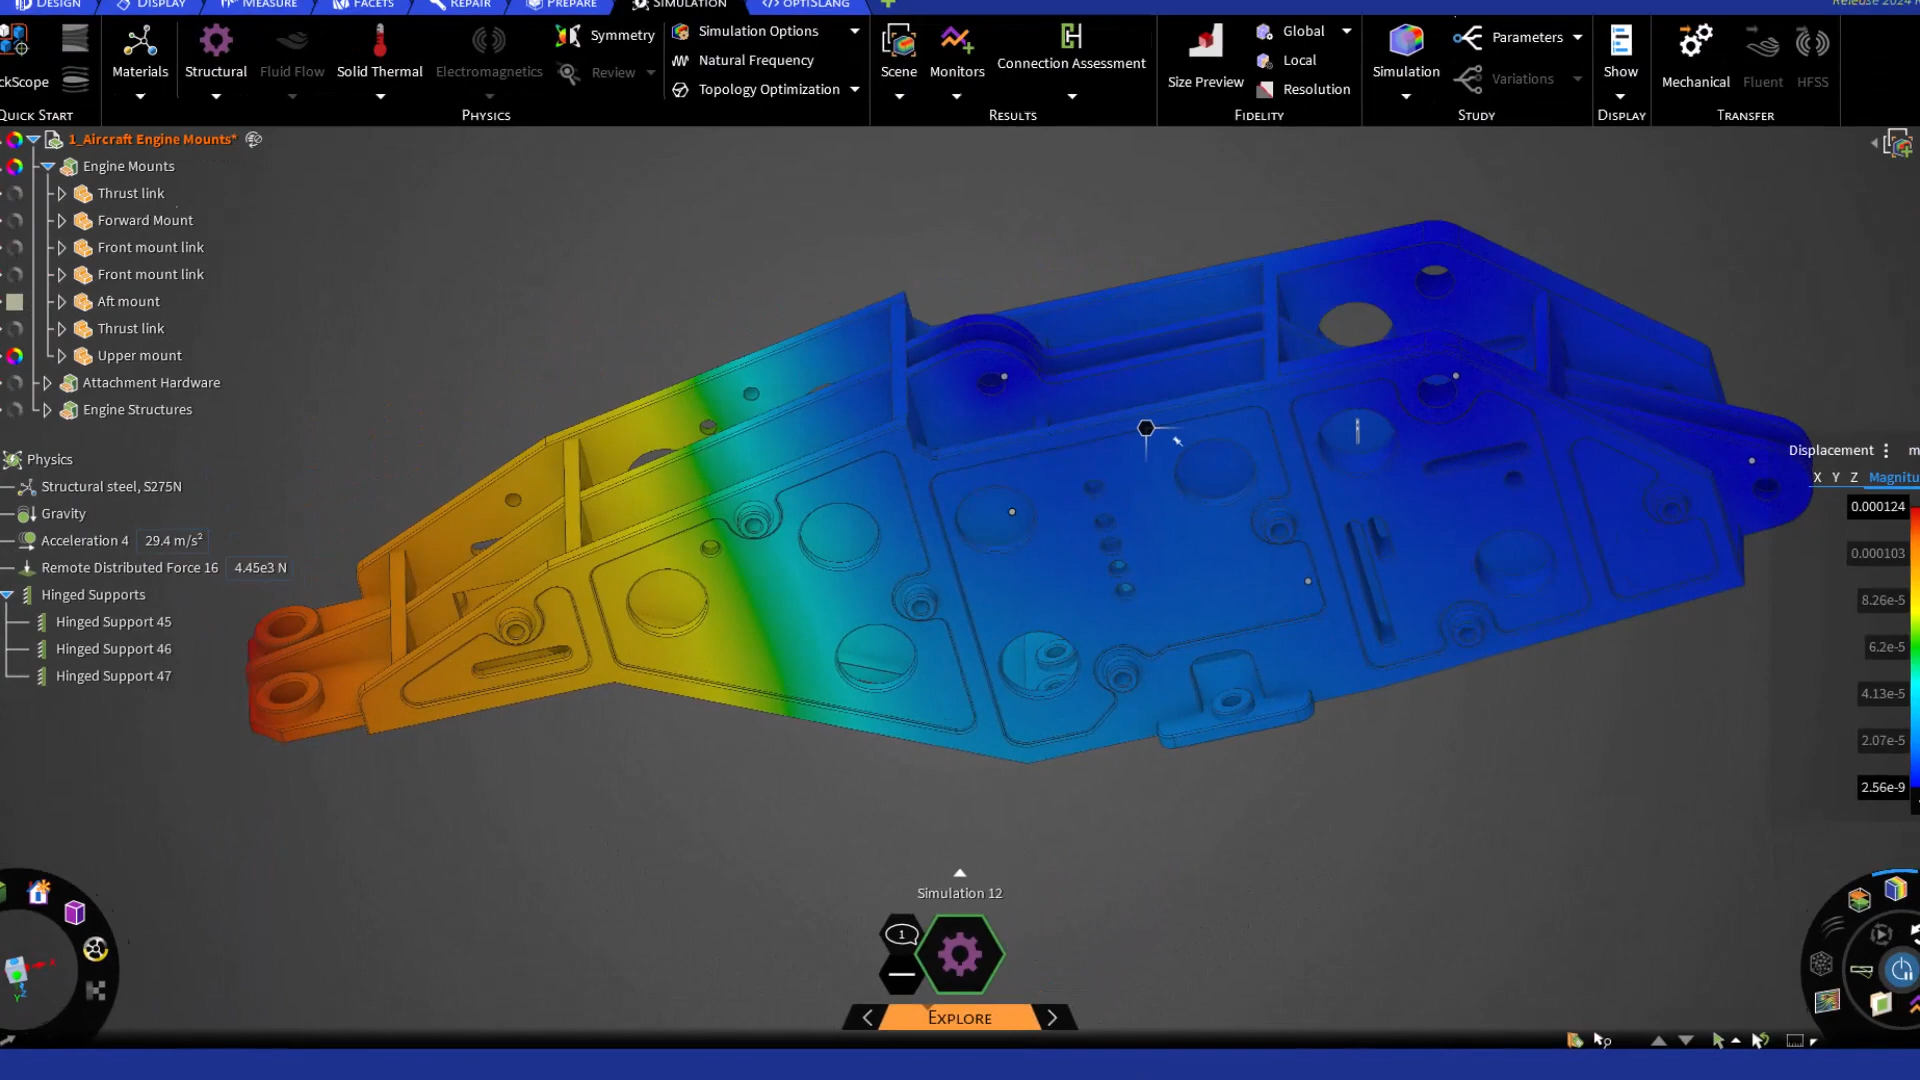 DESIGN DISPLAY MEASURE FACETS REPAIR PREPARE SIMULATION OPTISLANG
Release 2024
ckScope
Materials
Structural
Fluid Flow
Solid Thermal
Electromagnetics
Symmetry
Review
Simulation Options
Natural Frequency
Topology Optimization
Scene
Monitors
Connection Assessment
Size Preview
Global
Local
Resolution
Simulation
Parameters
Variations
Show
Mechanical
Fluent
HFSS
QUICK START
PHYSICS
RESULTS
FIDELITY
STUDY
DISPLAY
TRANSFER
1_Aircraft Engine Mounts*
Engine Mounts
Thrust link
Forward Mount
Front mount link
Front mount link
Aft mount
Thrust link
Upper mount
Attachment Hardware
Engine Structures
Physics
Structural steel, S275N
Gravity
Acceleration 4 29.4 m/s²
Remote Distributed Force 16 4.45e3 N
Hinged Supports
Hinged Support 45
Hinged Support 46
Hinged Support 47
Displacement m
X Y Z Magnitu
0.000124
0.000103
8.26e-5
6.2e-5
4.13e-5
2.07e-5
2.56e-9
Simulation 12
1
EXPLORE
Y